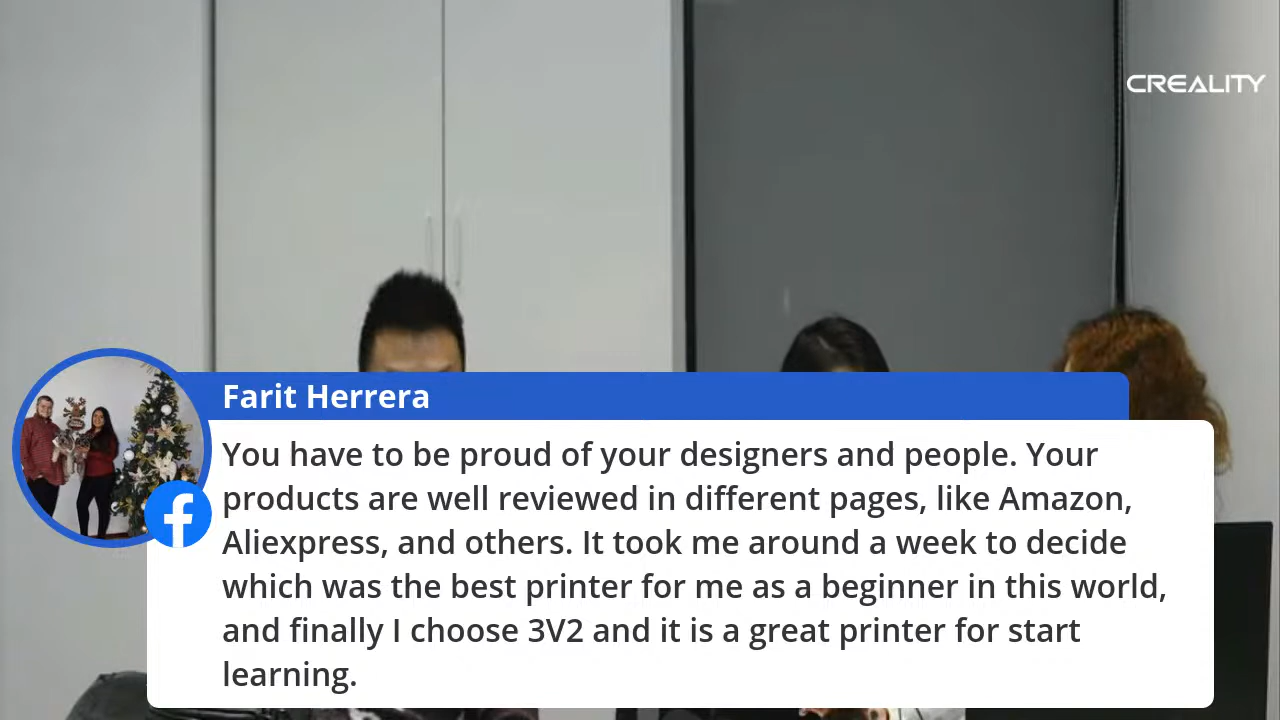 CREALITY
Farit Herrera
You have to be proud of your designers and people. Your
products are well reviewed in different pages, like Amazon,
Aliexpress, and others. It took me around a week to decide
which was the best printer for me as a beginner in this world,
and finally I choose 3V2 and it is a great printer for start
learning.